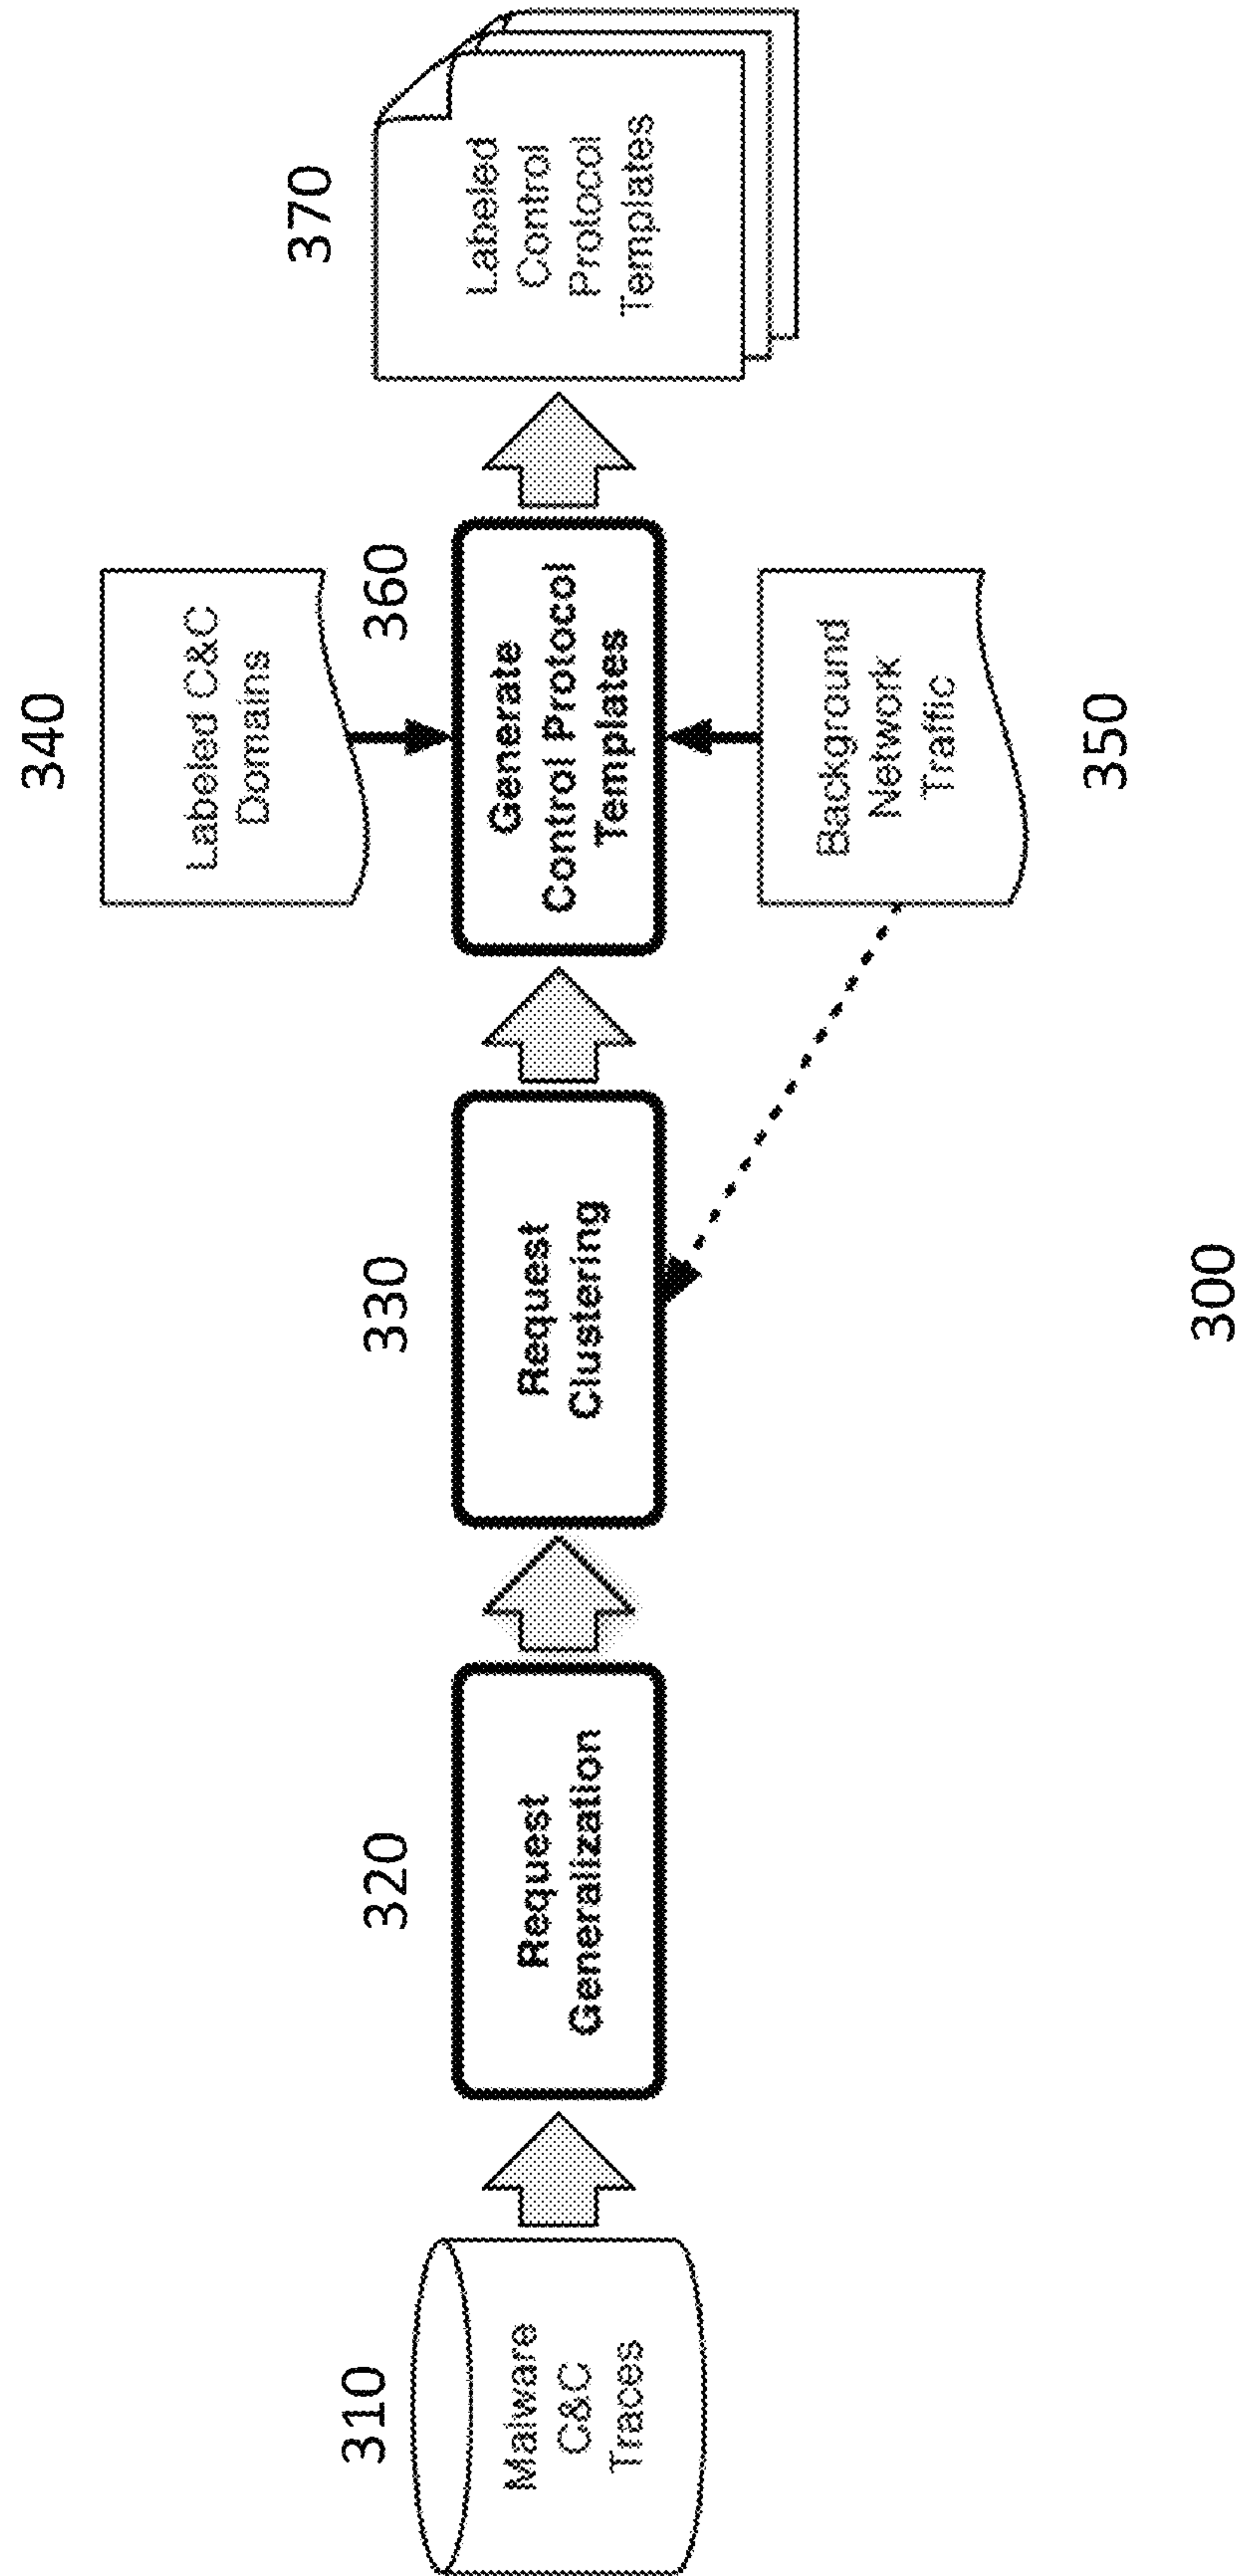 310
Malware
C&C
Traces
320
Request
Generalization
330
Request
Clustering
340
Labeled C&C
Domains
360
Generate
Control Protocol
Templates
Background
Network
Traffic
350
370
Labeled
Control
Protocol
Templates
300